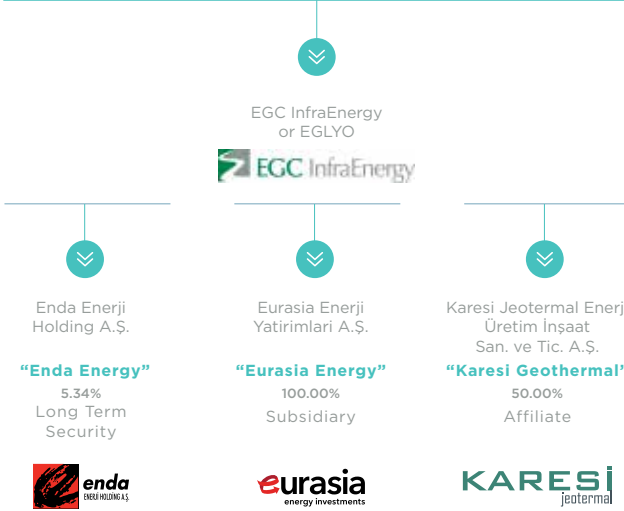 EGC InfraEnergy
or EGLYO
EGC InfraEnergy
Enda Enerji
Holding A.Ş.
“Enda Energy”
5.34%
Long Term
Security
enda
ENERJİ HOLDİNG A.Ş.
Eurasia Enerji
Yatirimlari A.Ş.
“Eurasia Energy”
100.00%
Subsidiary
eurasia
energy investments
Karesi Jeotermal Enerj
Üretim İnşaat
San. ve Tic. A.Ş.
“Karesi Geothermal”
50.00%
Affiliate
KARESİ
jeotermal